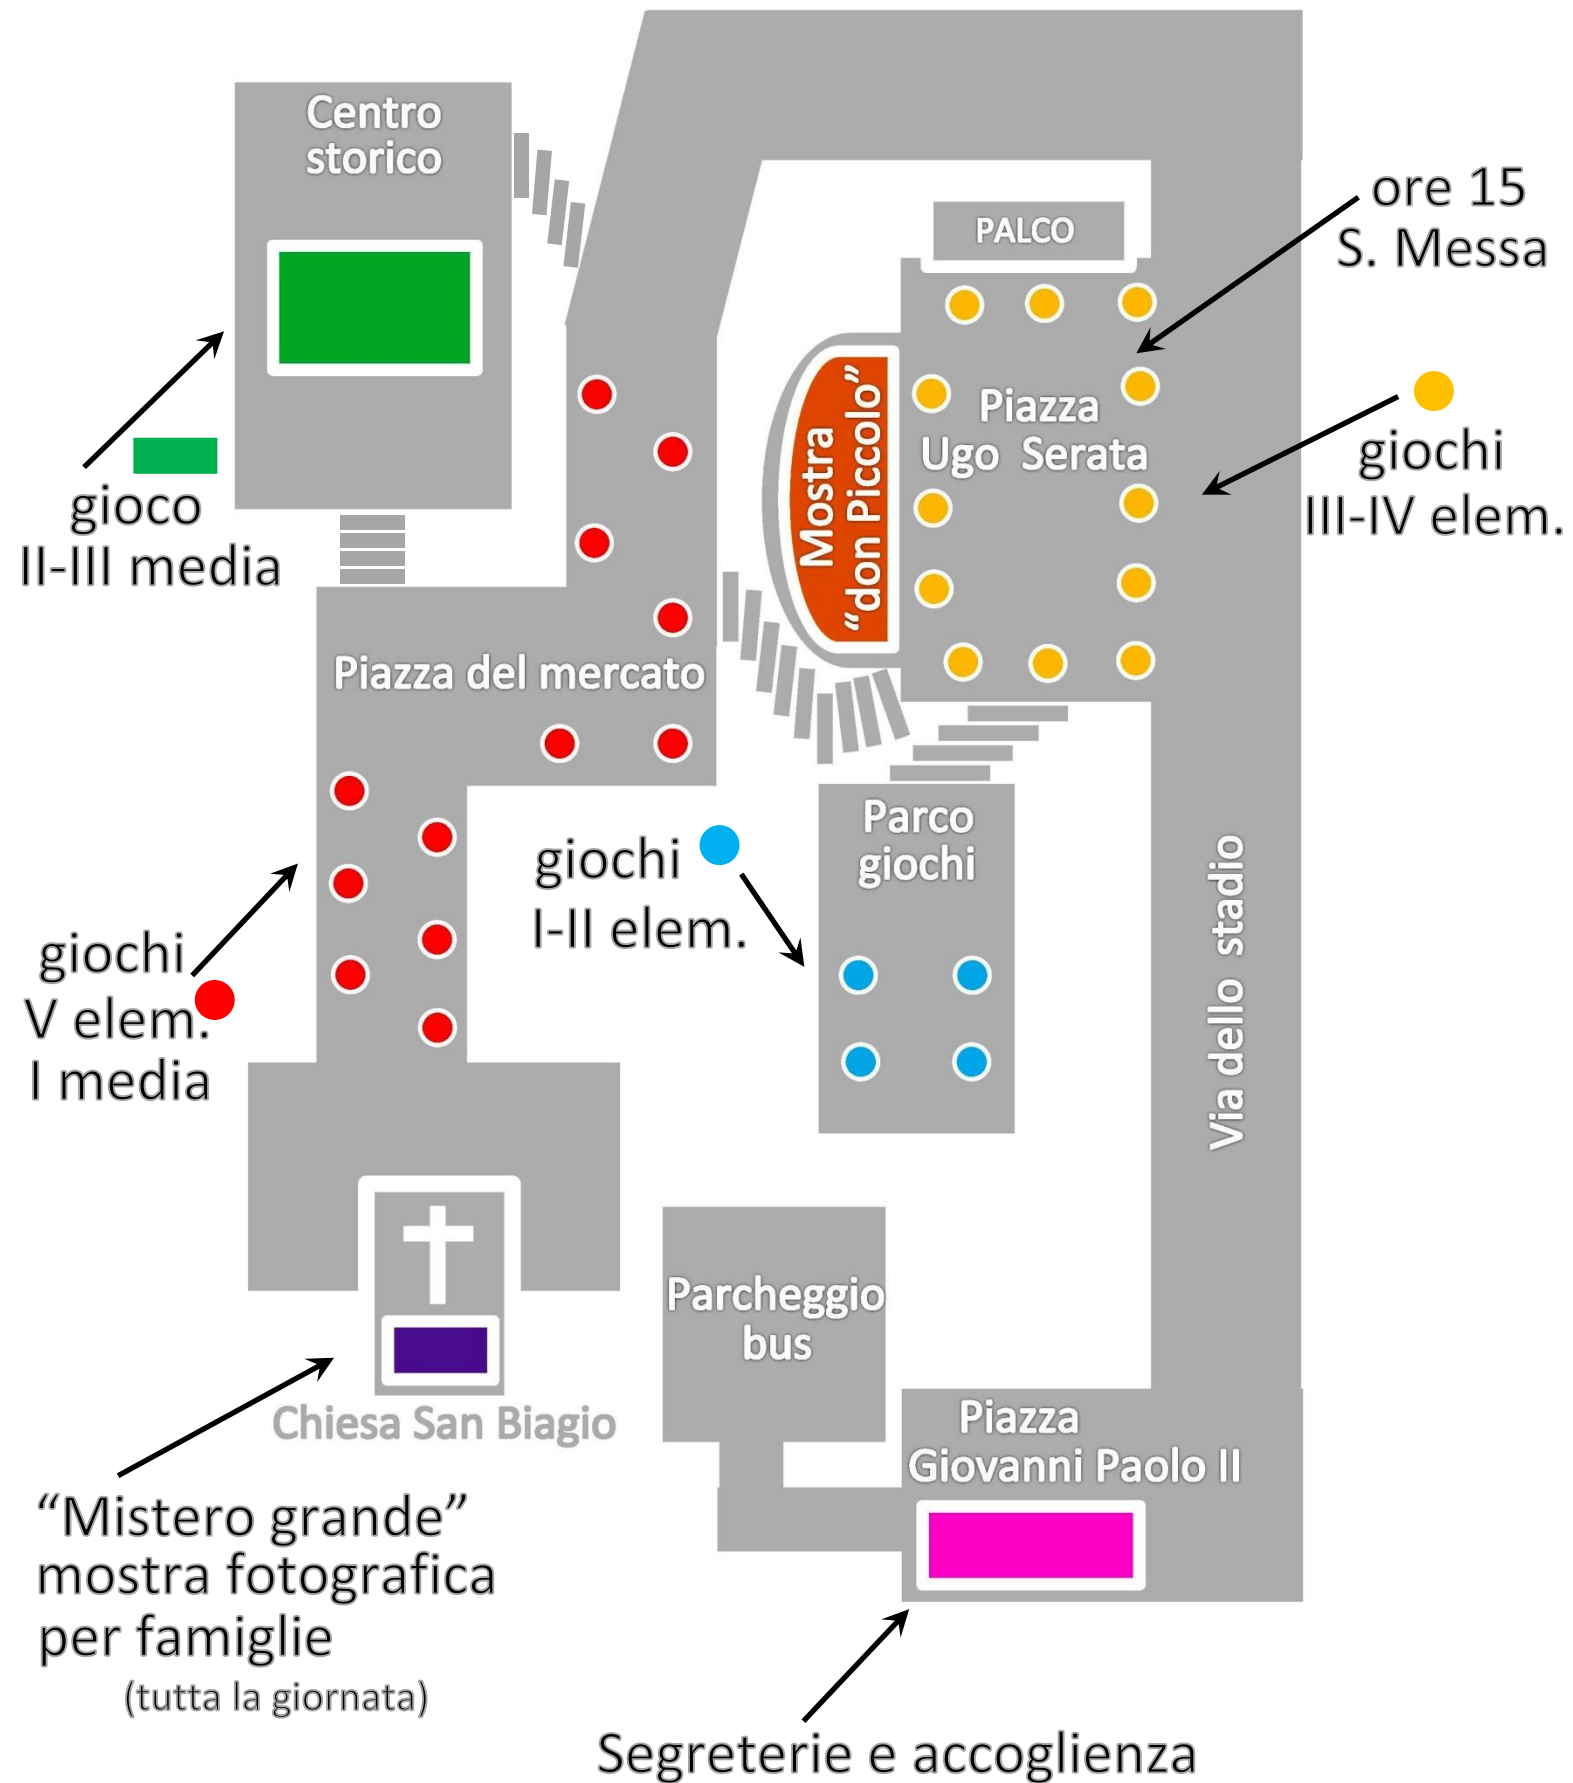 Centro
storico
PALCO
ore 15
S. Messa
Piazza
Ugo Serata
Mostra
“don Piccolo”
giochi
III-IV elem.
gioco
II-III media
Piazza del mercato
giochi
I-II elem.
Parco
giochi
Via dello stadio
giochi
V elem.
I media
Parcheggio
bus
Chiesa San Biagio
Piazza
Giovanni Paolo II
“Mistero grande”
mostra fotografica
per famiglie
(tutta la giornata)
Segreterie e accoglienza